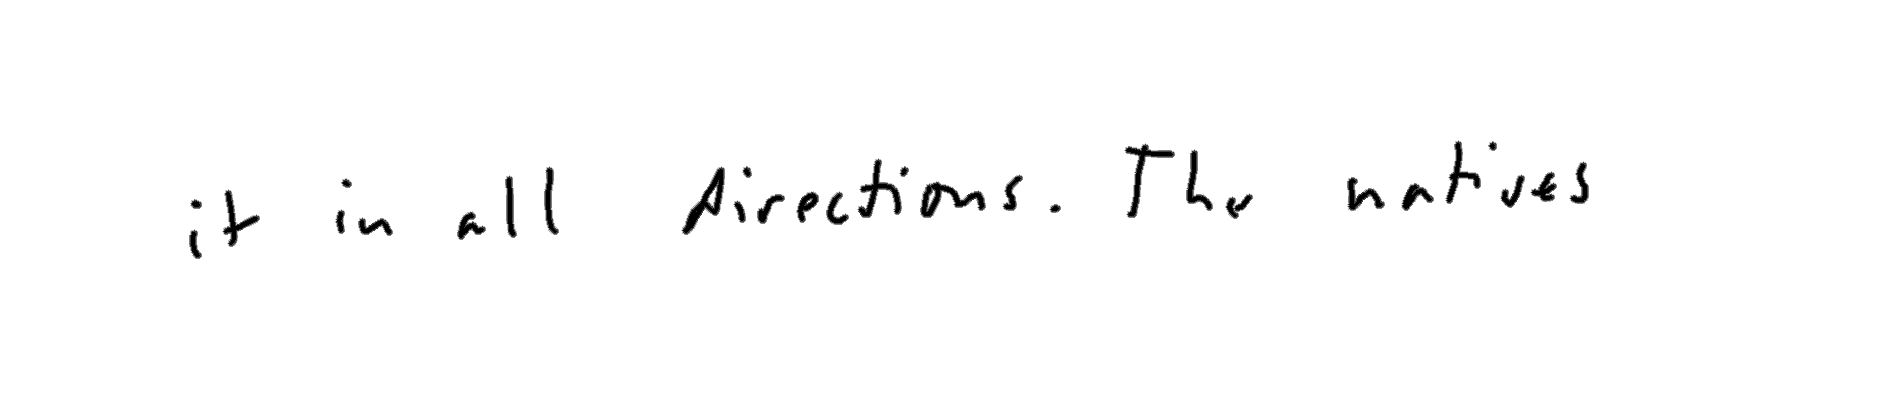 it in all directions. The natives